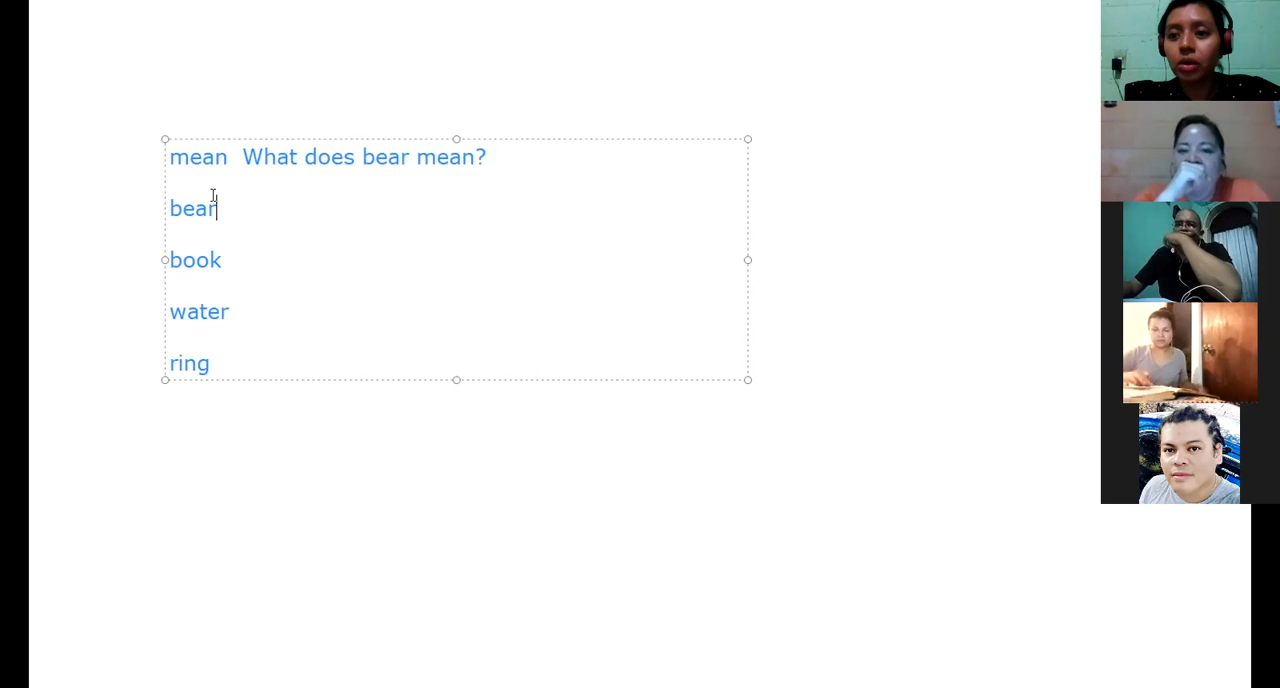 mean  What does bear mean?
bear
book
water
ring